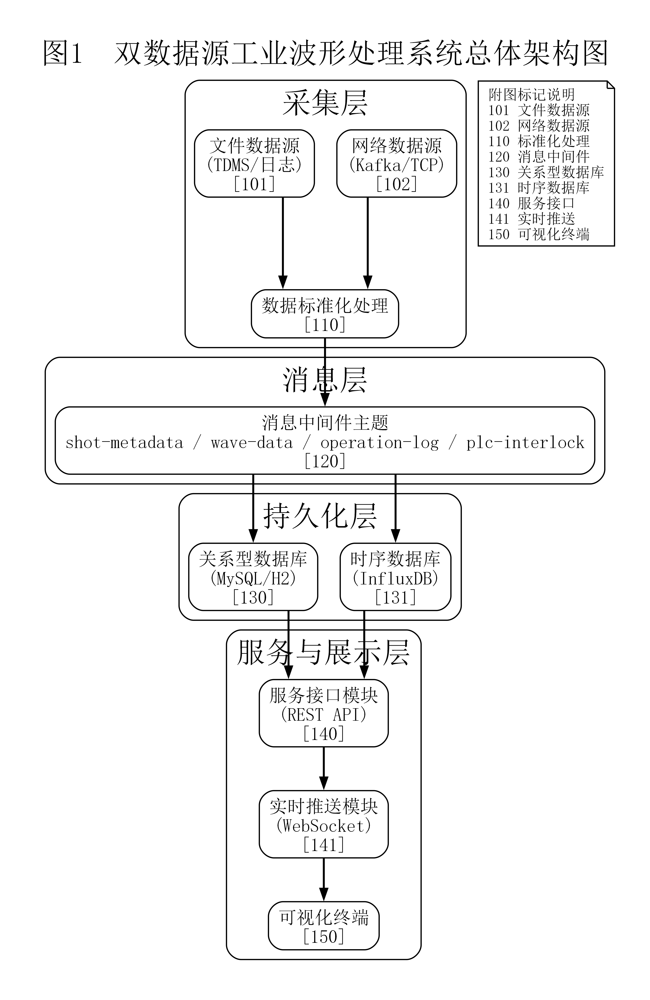 图1 双数据源工业波形处理系统总体架构图
采集层
文件数据源
(TDMS/日志)
[101]
网络数据源
(Kafka/TCP)
[102]
数据标准化处理
[110]
附图标记说明
101 文件数据源
102 网络数据源
110 标准化处理
120 消息中间件
130 关系型数据库
131 时序数据库
140 服务接口
141 实时推送
150 可视化终端
消息层
消息中间件主题
shot-metadata / wave-data / operation-log / plc-interlock
[120]
持久化层
关系型数据库
(MySQL/H2)
[130]
时序数据库
(InfluxDB)
[131]
服务与展示层
服务接口模块
(REST API)
[140]
实时推送模块
(WebSocket)
[141]
可视化终端
[150]